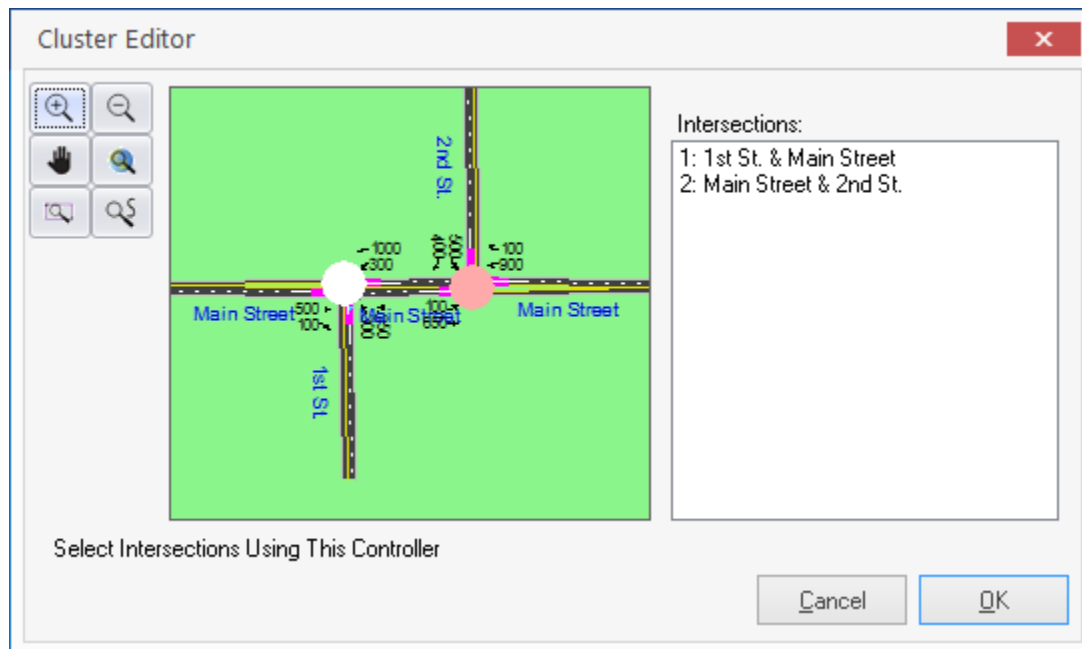 Cluster Editor
Intersections:
1: 1st St. & Main Street
2: Main Street & 2nd St.
2nd St.
1000
300
100
900
Main Street
500
100
Main Street
100
650
Main Street
1st St.
Select Intersections Using This Controller
Cancel
OK